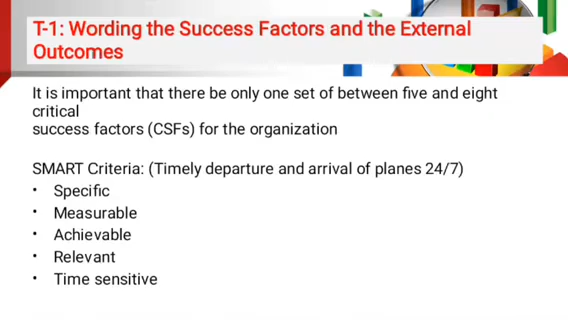 T-1: Wording the Success Factors and the External
Outcomes
It is important that there be only one set of between five and eight
critical
success factors (CSFs) for the organization
SMART Criteria: (Timely departure and arrival of planes 24/7)
• Specific
• Measurable
• Achievable
• Relevant
• Time sensitive